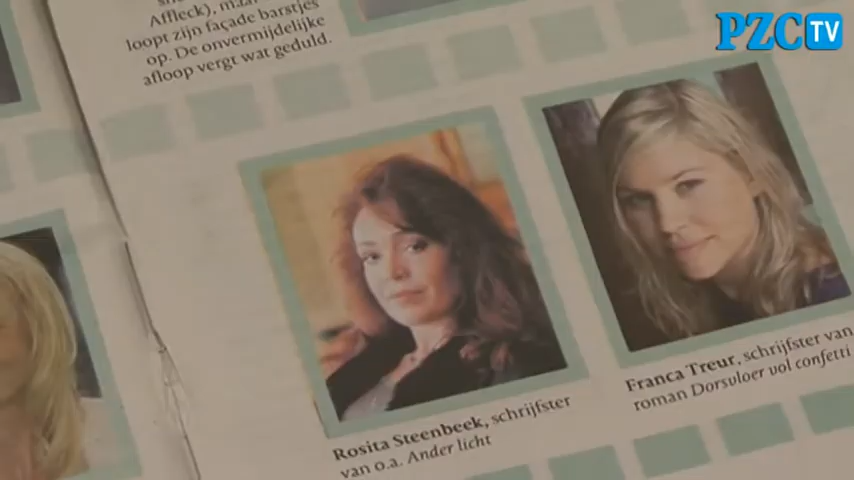 Affleck), maar
loopt zijn façade barstjes
op. De onvermijdelijke
afloop vergt wat geduld.
PZC TV
Rosita Steenbeek, schrijfster
van o.a. Ander licht
Franca Treur, schrijfster van
roman Dorsvloer vol confetti